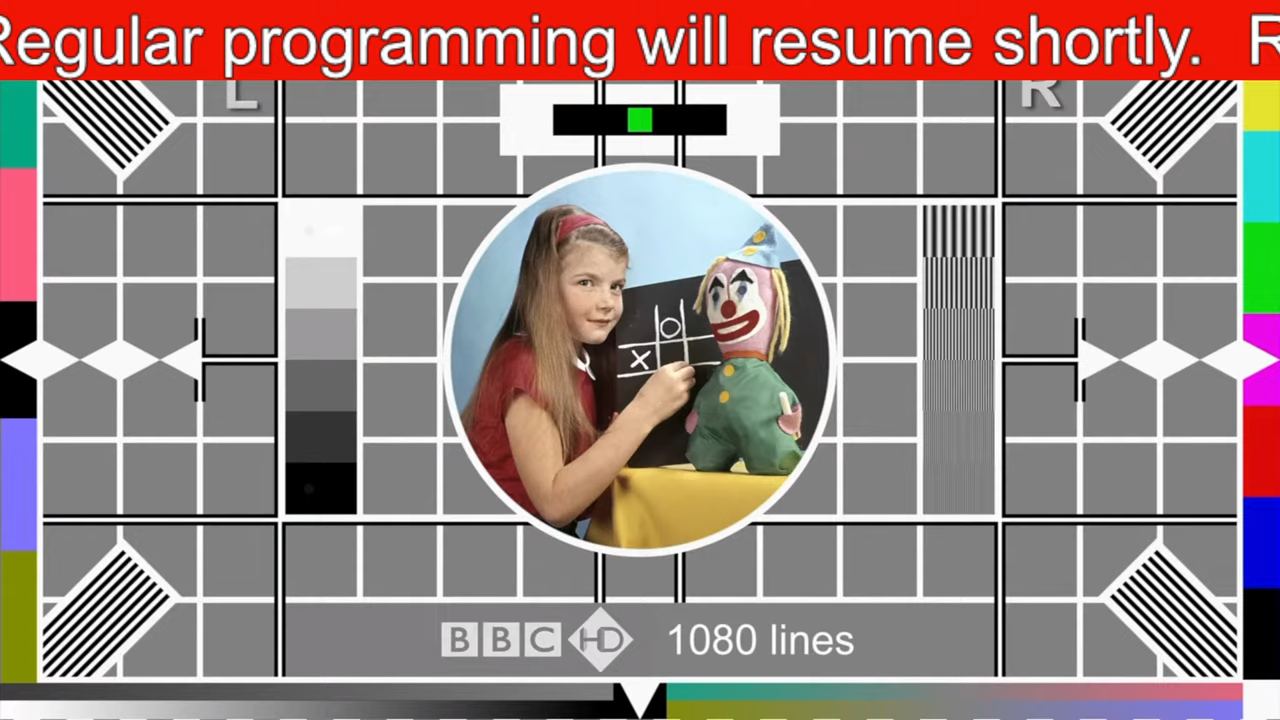 Regular programming will resume shortly. R
L R
O
X
BBC HD 1080 lines